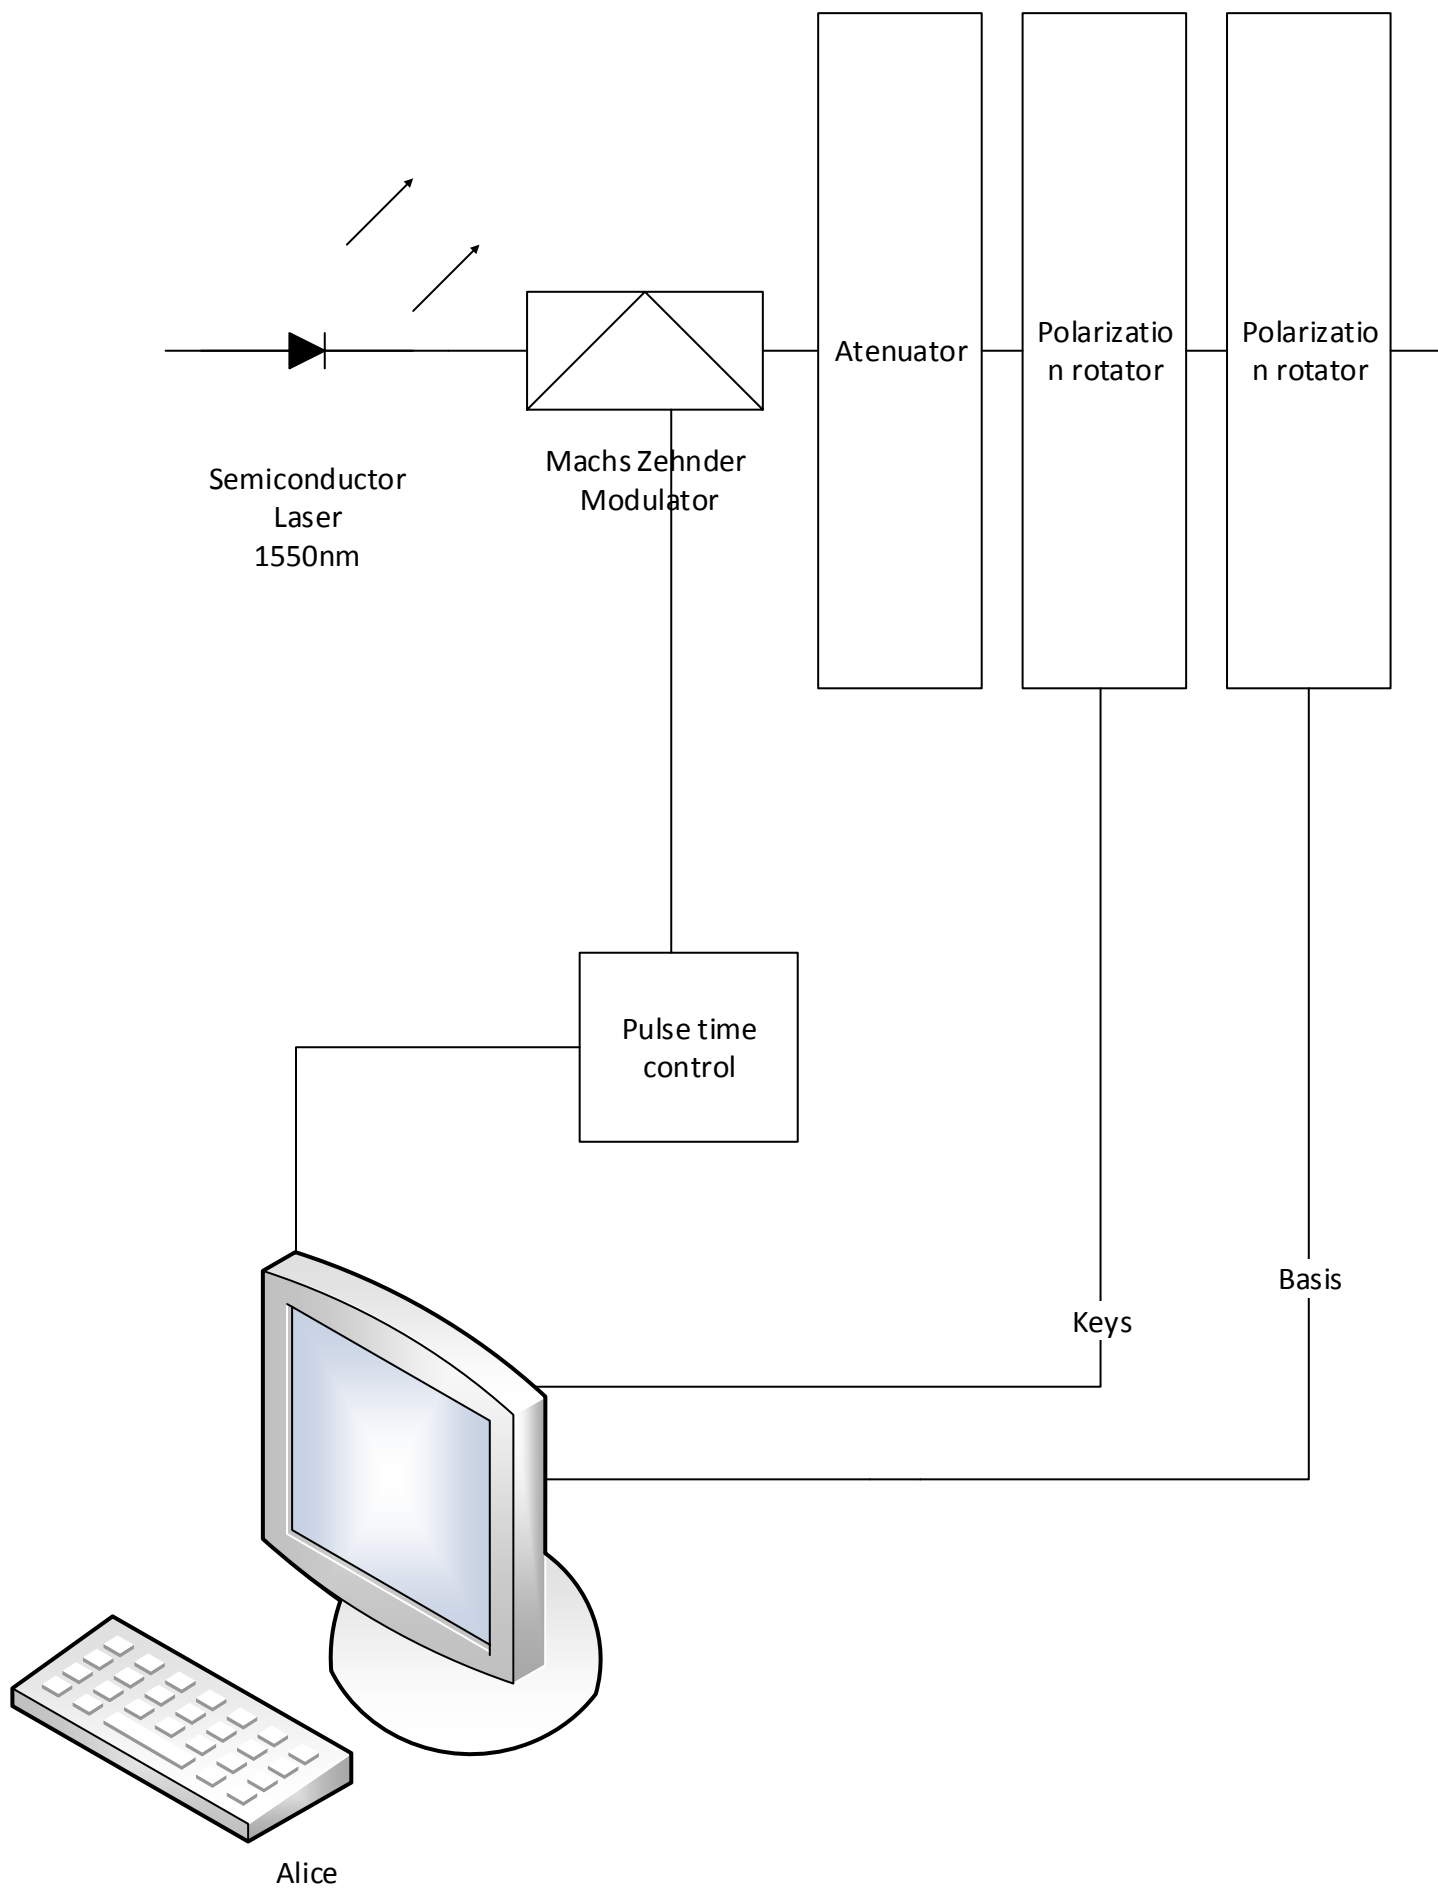 Atenuator
Polarizatio
n rotator
Polarizatio
n rotator
Machs Zehnder
Modulator
Semiconductor
Laser
1550nm
Pulse time
control
Basis
Keys
Alice